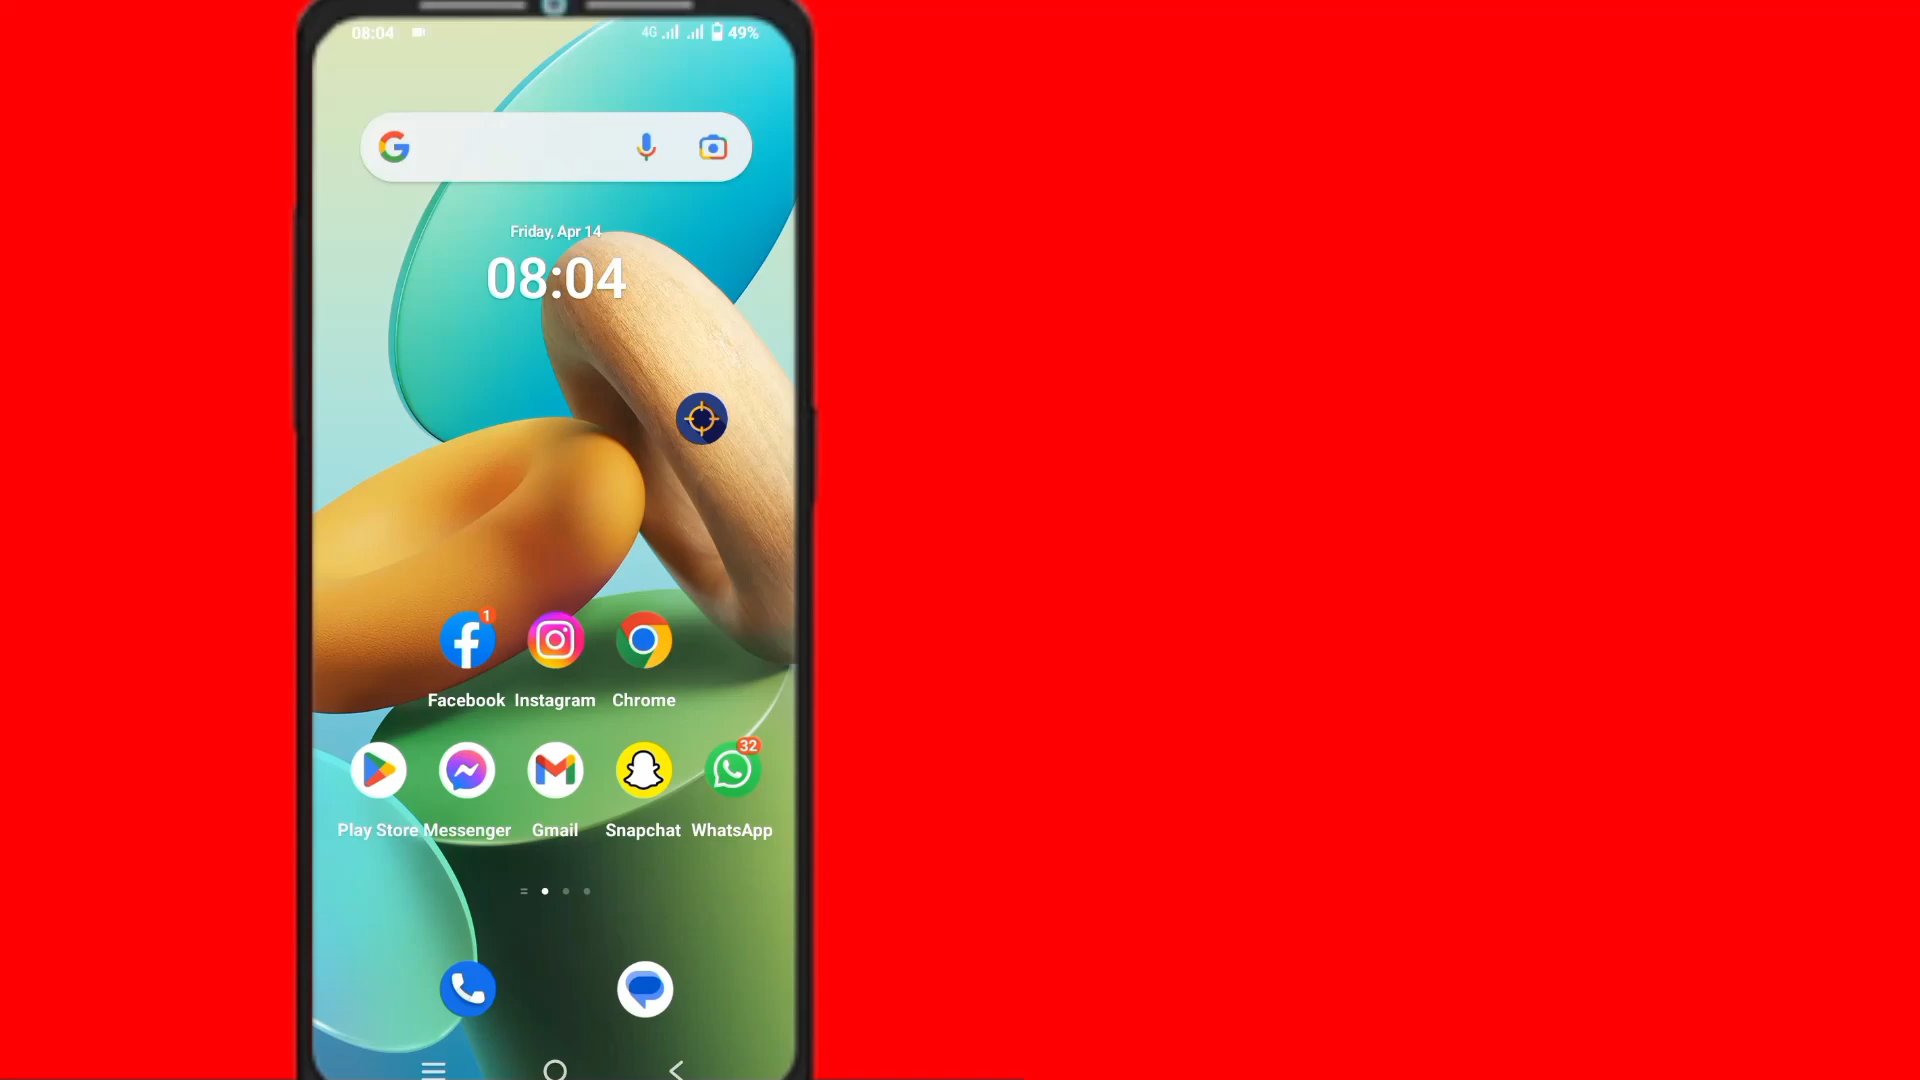 08:04 4G 49%
Friday, Apr 14
08:04
1
Facebook Instagram Chrome
32
Play Store Messenger Gmail Snapchat WhatsApp